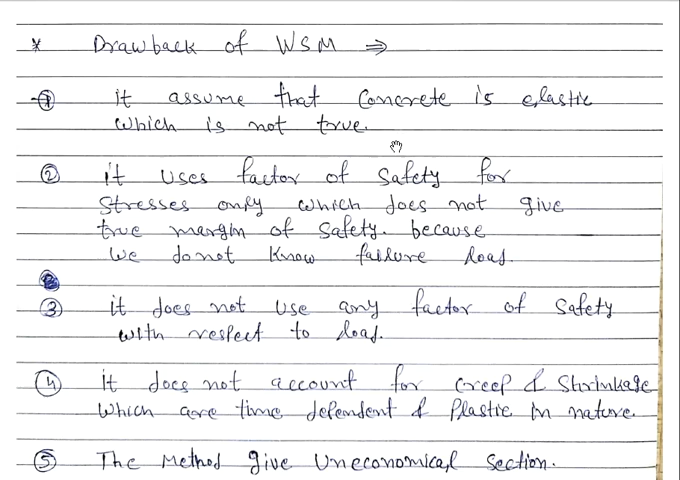 * Drawback of WSM ⇒
① it assume that Concrete is elastic
which is not true.
② it uses factor of Safety for
Stresses only which does not give
true margin of Safety. because
we do not know failure load.
③ it does not use any factor of Safety
with respect to load.
④ it does not account for Creep & Shrinkage
which are time dependent & Plastic in nature.
⑤ The Method give Uneconomical Section.